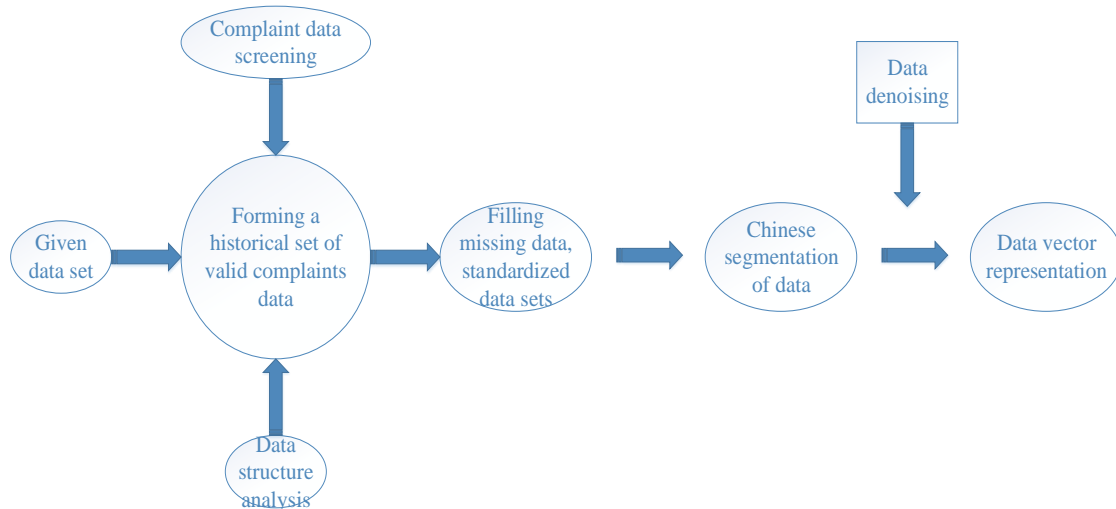 Complaint data
screening
Data
denoising
Forming a
historical set of
valid complaints
data
Given
data set
Filling
missing data,
standardized
data sets
Chinese
segmentation
of data
Data vector
representation
Data
structure
analysis